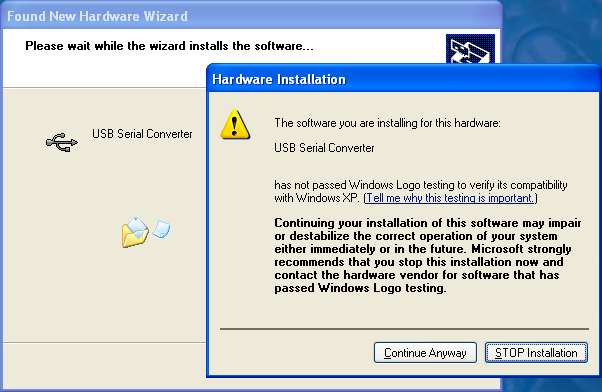 Found New Hardware Wizard
Please wait while the wizard installs the software...
USB Serial Converter
Hardware Installation
The software you are installing for this hardware:
USB Serial Converter
has not passed Windows Logo testing to verify its compatibility
with Windows XP. (Tell me why this testing is important.)
Continuing your installation of this software may impair
or destabilize the correct operation of your system
either immediately or in the future. Microsoft strongly
recommends that you stop this installation now and
contact the hardware vendor for software that has
passed Windows Logo testing.
Continue Anyway
STOP Installation